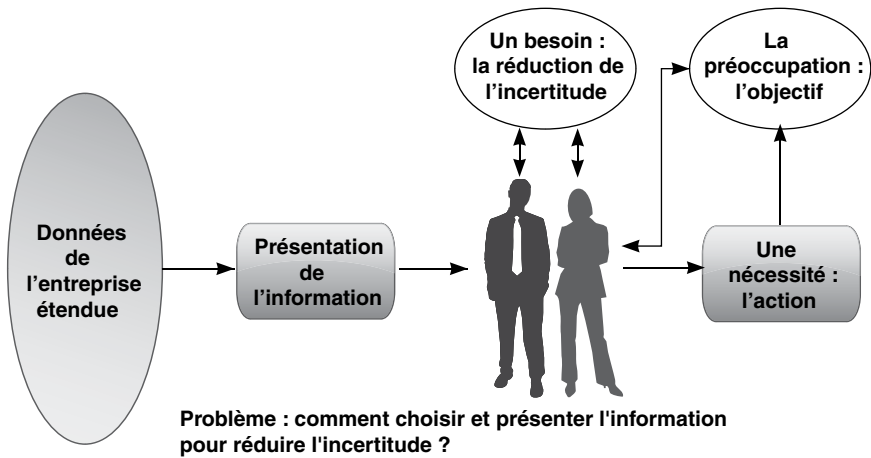 Un besoin :
la réduction de
l'incertitude
La
préoccupation :
l'objectif
Données
de
l'entreprise
étendue
Présentation
de
l'information
Une
nécessité :
l'action
Problème : comment choisir et présenter l'information
pour réduire l'incertitude ?